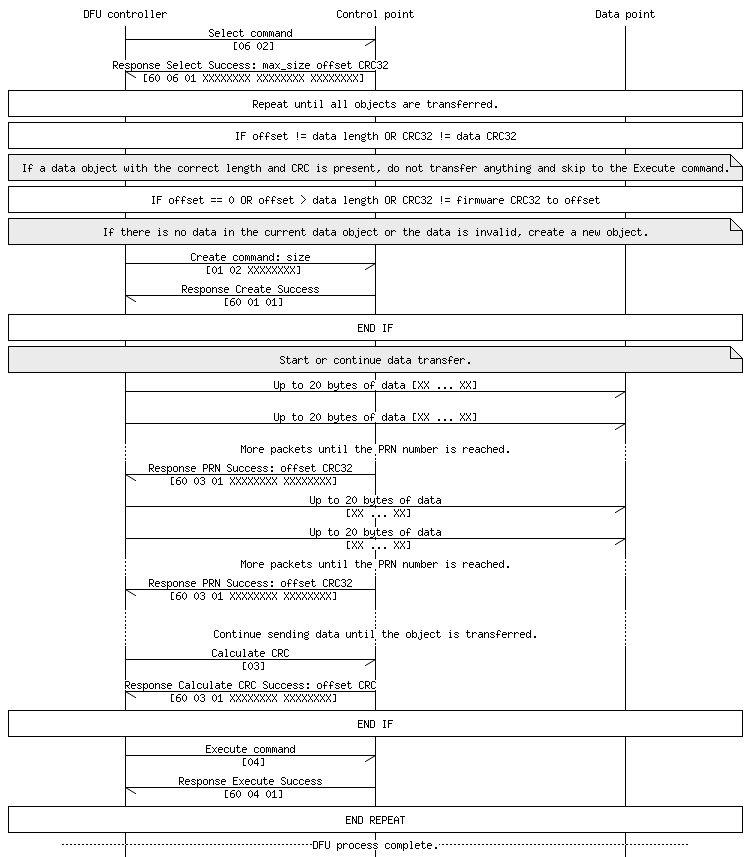 DFU controller Control point Data point
Select command
[06 02]
Response Select Success: max_size offset CRC32
[60 06 01 XXXXXXXX XXXXXXXX XXXXXXXX]
Repeat until all objects are transferred.
IF offset != data length OR CRC32 != data CRC32
If a data object with the correct length and CRC is present, do not transfer anything and skip to the Execute command.
IF offset == 0 OR offset > data length OR CRC32 != firmware CRC32 to offset
If there is no data in the current data object or the data is invalid, create a new object.
Create command: size
[01 02 XXXXXXXX]
Response Create Success
[60 01 01]
END IF
Start or continue data transfer.
Up to 20 bytes of data [XX ... XX]
Up to 20 bytes of data [XX ... XX]
More packets until the PRN number is reached.
Response PRN Success: offset CRC32
[60 03 01 XXXXXXXX XXXXXXXX]
Up to 20 bytes of data
[XX ... XX]
Up to 20 bytes of data
[XX ... XX]
More packets until the PRN number is reached.
Response PRN Success: offset CRC32
[60 03 01 XXXXXXXX XXXXXXXX]
Continue sending data until the object is transferred.
Calculate CRC
[03]
Response Calculate CRC Success: offset CRC
[60 03 01 XXXXXXXX XXXXXXXX]
END IF
Execute command
[04]
Response Execute Success
[60 04 01]
END REPEAT
DFU process complete.